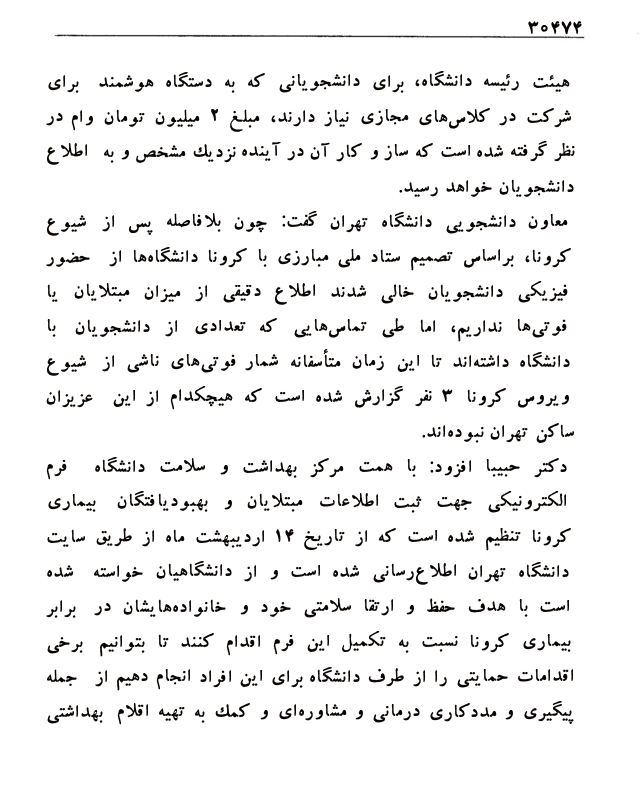 ۳۰۴۷۴
هیئت رئیسه دانشگاه، برای دانشجویانی که به دستگاه هوشمند برای
شرکت در کلاس‌های مجازی نیاز دارند، مبلغ ۲ میلیون تومان وام در
نظر گرفته شده است که ساز و کار آن در آینده نزدیك مشخص و به اطلاع
دانشجویان خواهد رسید.
معاون دانشجویی دانشگاه تهران گفت: چون بلافاصله پس از شیوع
کرونا، براساس تصمیم ستاد ملی مبارزی با کرونا دانشگاه‌ها از حضور
فیزیکی دانشجویان خالی شدند اطلاع دقیقی از میزان مبتلایان یا
فوتی‌ها نداریم، اما طی تماس‌هایی که تعدادی از دانشجویان با
دانشگاه داشته‌اند تا این زمان متأسفانه شمار فوتی‌های ناشی از شیوع
ویروس کرونا ۳ نفر گزارش شده است که هیچکدام از این عزیزان
ساکن تهران نبوده‌اند.
دکتر حبیبا افزود: با همت مرکز بهداشت و سلامت دانشگاه فرم
الکترونیکی جهت ثبت اطلاعات مبتلایان و بهبودیافتگان بیماری
کرونا تنظیم شده است که از تاریخ ۱۴ اردیبهشت ماه از طریق سایت
دانشگاه تهران اطلاع‌رسانی شده است و از دانشگاهیان خواسته شده
است با هدف حفظ و ارتقا سلامتی خود و خانواده‌هایشان در برابر
بیماری کرونا نسبت به تکمیل این فرم اقدام کنند تا بتوانیم برخی
اقدامات حمایتی را از طرف دانشگاه برای این افراد انجام دهیم از جمله
پیگیری و مددکاری درمانی و مشاوره‌ای و کمك به تهیه اقلام بهداشتی